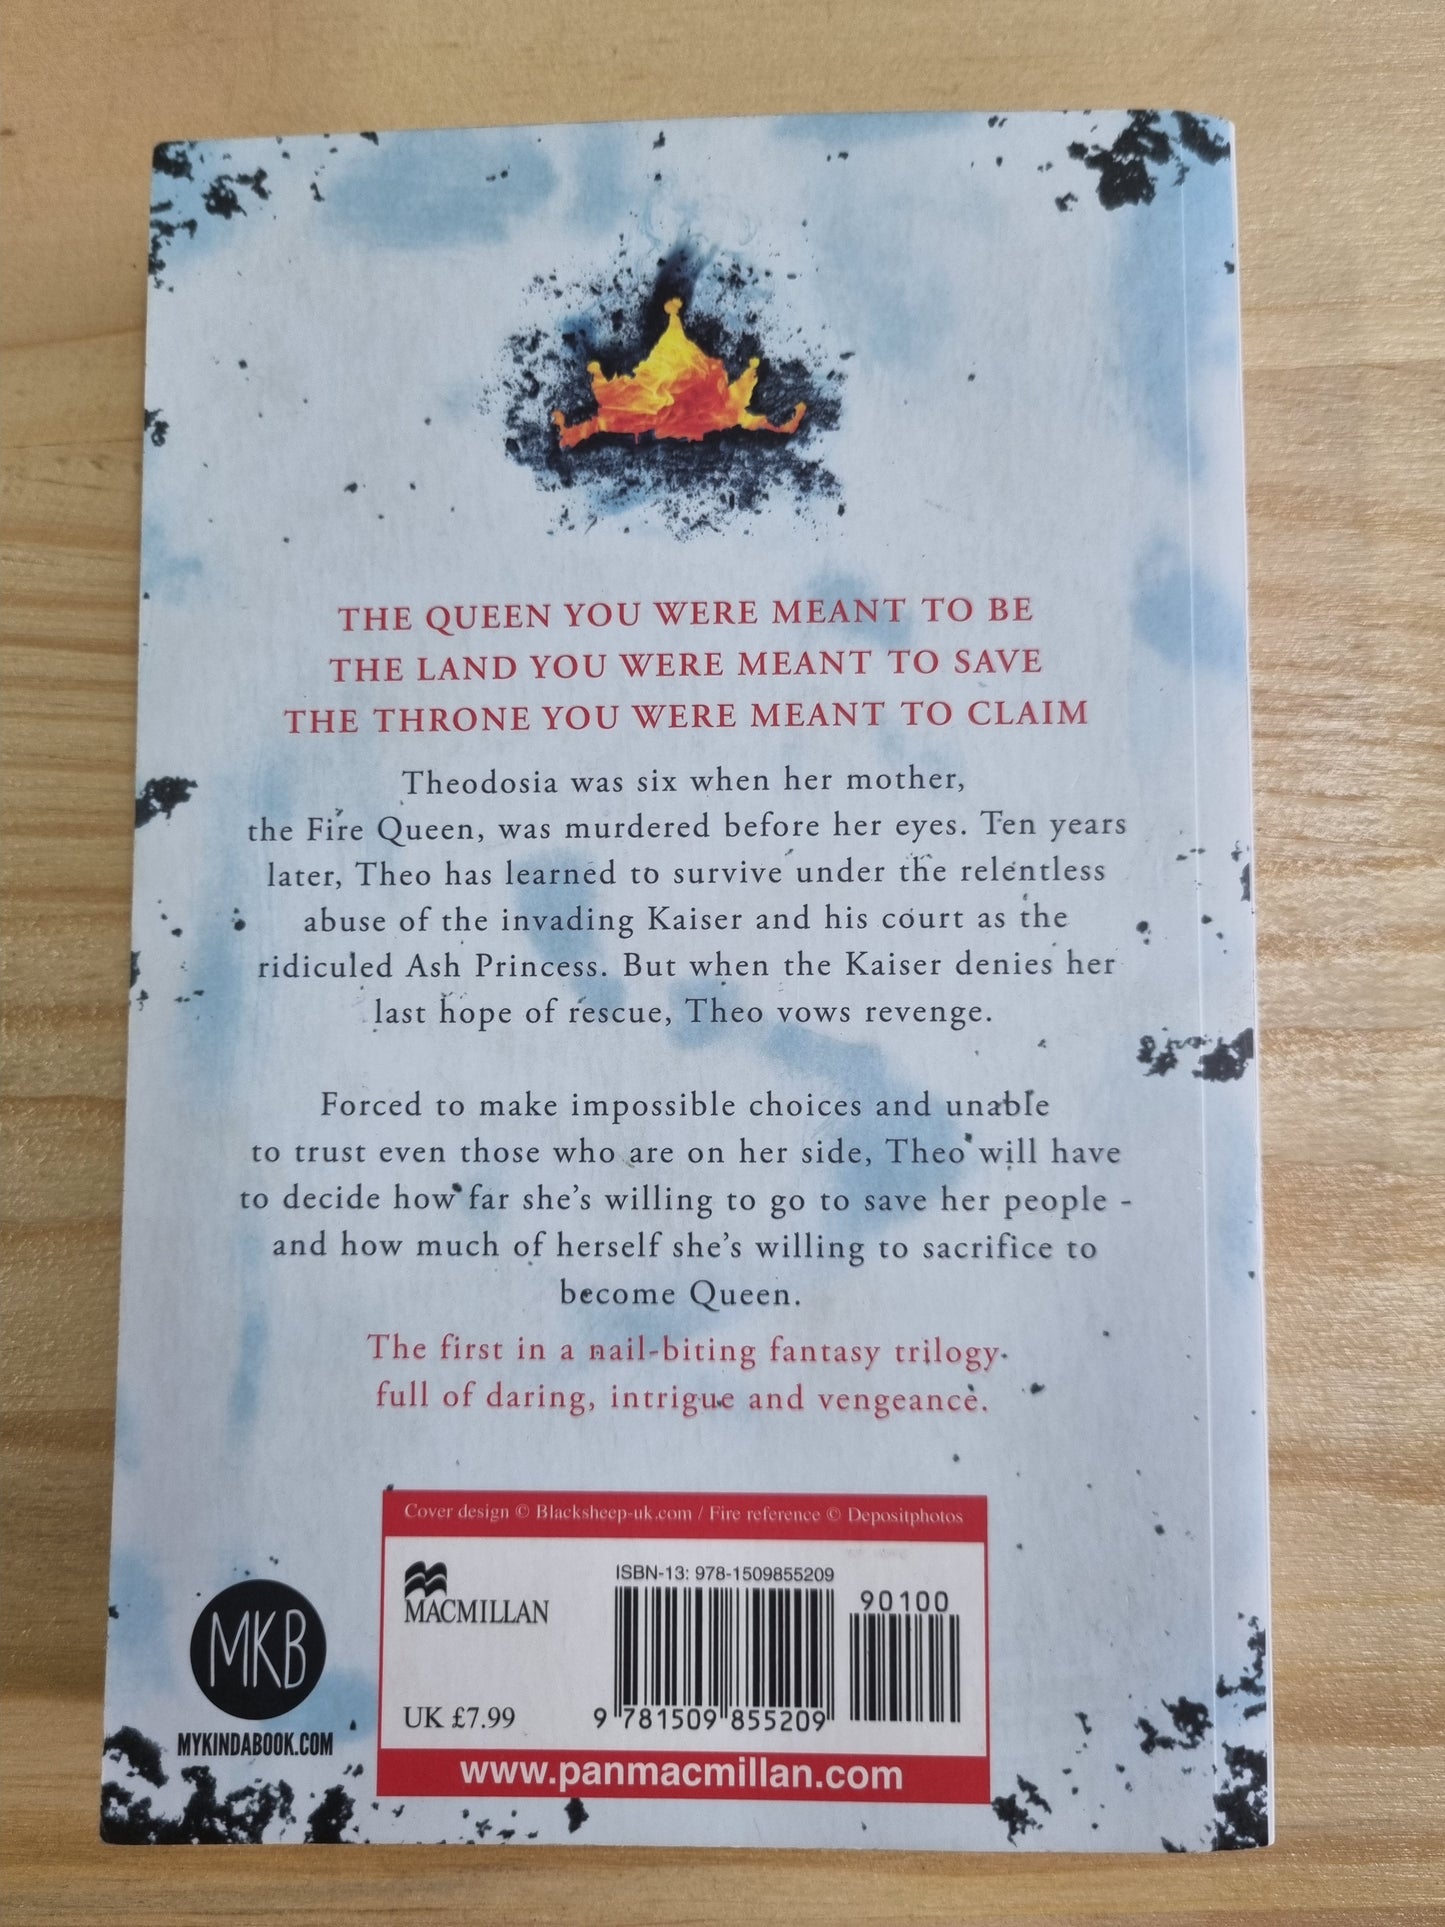 THE QUEEN YOU WERE MEANT TO BE
THE LAND YOU WERE MEANT TO SAVE
THE THRONE YOU WERE MEANT TO CLAIM
Theodosia was six when her mother,
the Fire Queen, was murdered before her eyes. Ten years
later, Theo has learned to survive under the relentless
abuse of the invading Kaiser and his court as the
ridiculed Ash Princess. But when the Kaiser denies her
last hope of rescue, Theo vows revenge.
Forced to make impossible choices and unable
to trust even those who are on her side, Theo will have
to decide how far she's willing to go to save her people -
and how much of herself she's willing to sacrifice to
become Queen.
The first in a nail-biting fantasy trilogy
full of daring, intrigue and vengeance.
Cover design © Blacksheep-uk.com / Fire reference © Depositphotos
MACMILLAN
ISBN-13: 978-1509855209
90100
UK £7.99
9 781509 855209
www.panmacmillan.com
MKB
MYKINDABOOK.COM